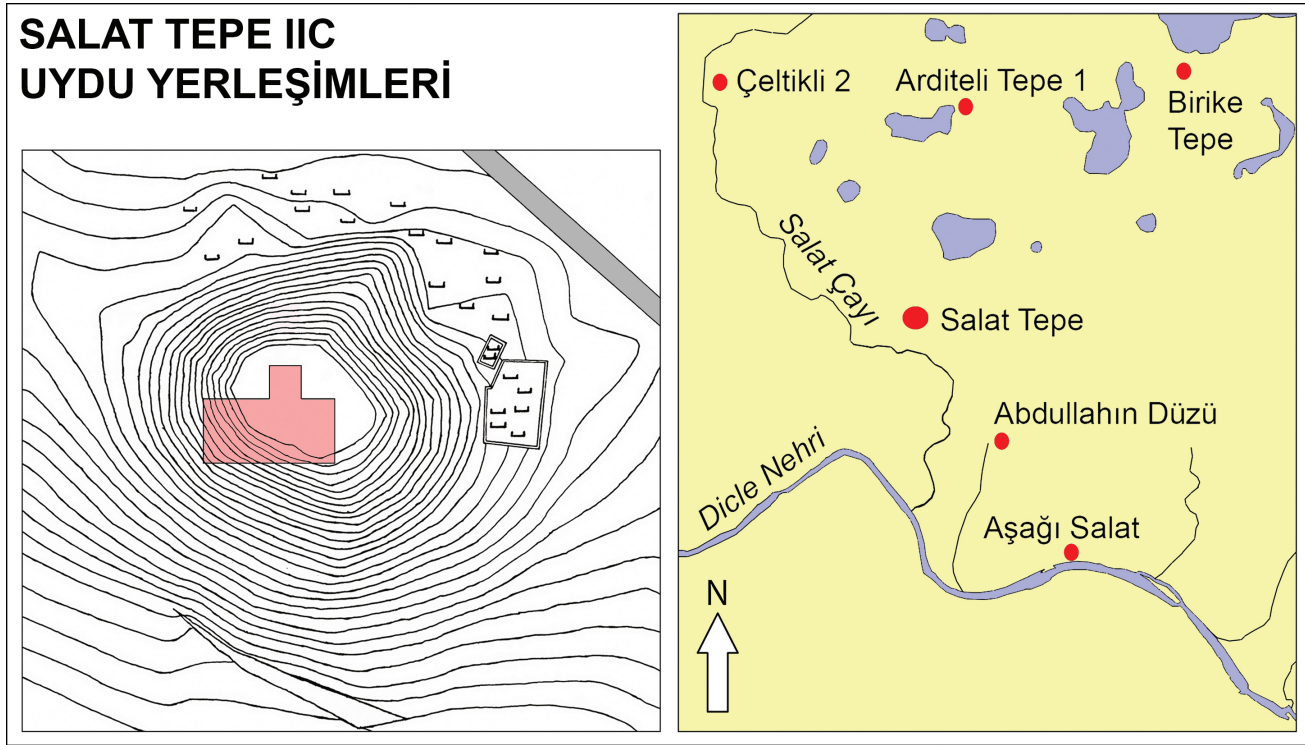 SALAT TEPE IIC
UYDU YERLEŞİMLERİ
Çeltikli 2
Arditeli Tepe 1
Birike
Tepe
Salat Çayı
Salat Tepe
Abdullahın Düzü
Dicle Nehri
Aşağı Salat
N